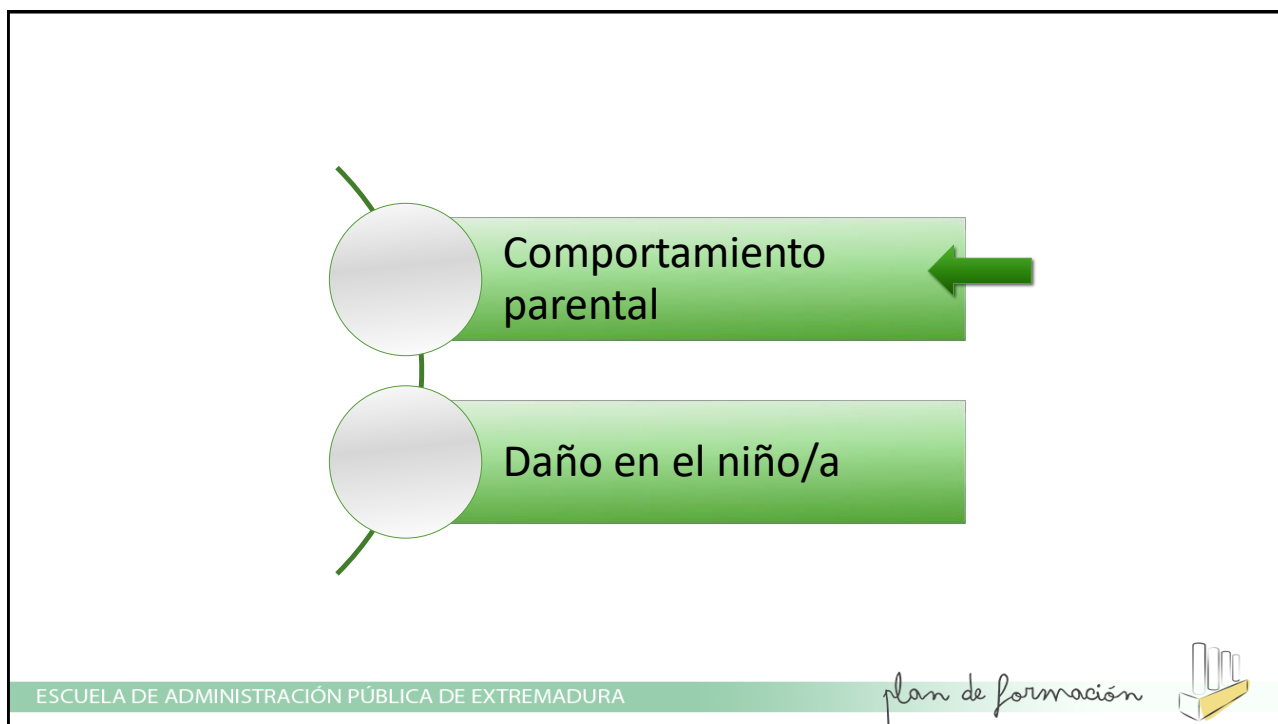 Comportamiento
parental
Daño en el niño/a
ESCUELA DE ADMINISTRACIÓN PÚBLICA DE EXTREMADURA
plan de formación